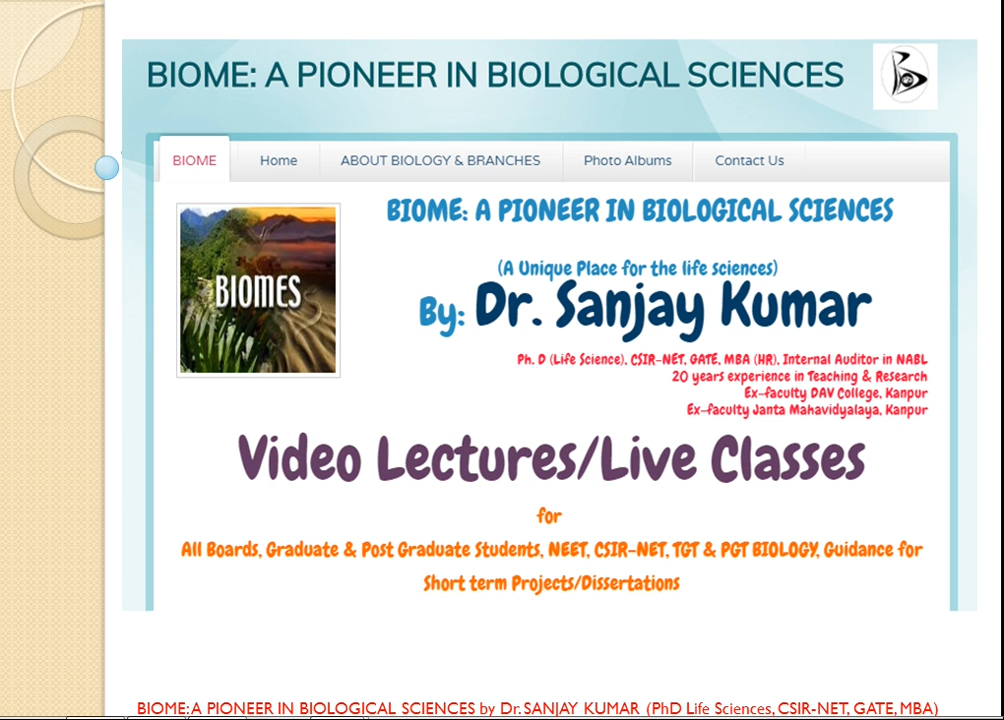 BIOME: A PIONEER IN BIOLOGICAL SCIENCES
BIOME Home ABOUT BIOLOGY & BRANCHES Photo Albums Contact Us
BIOMES
BIOME: A PIONEER IN BIOLOGICAL SCIENCES
(A Unique Place for the life sciences)
By: Dr. Sanjay Kumar
Ph. D (Life Science), CSIR-NET, GATE, MBA (HR), Internal Auditor in NABL
20 years experience in Teaching & Research
Ex-faculty DAV College, Kanpur
Ex-faculty Janta Mahavidyalaya, Kanpur
Video Lectures/Live Classes
for
All Boards, Graduate & Post Graduate Students, NEET, CSIR-NET, TGT & PGT BIOLOGY, Guidance for
Short term Projects/Dissertations
BIOME: A PIONEER IN BIOLOGICAL SCIENCES by Dr. SANJAY KUMAR (PhD Life Sciences, CSIR-NET, GATE, MBA)